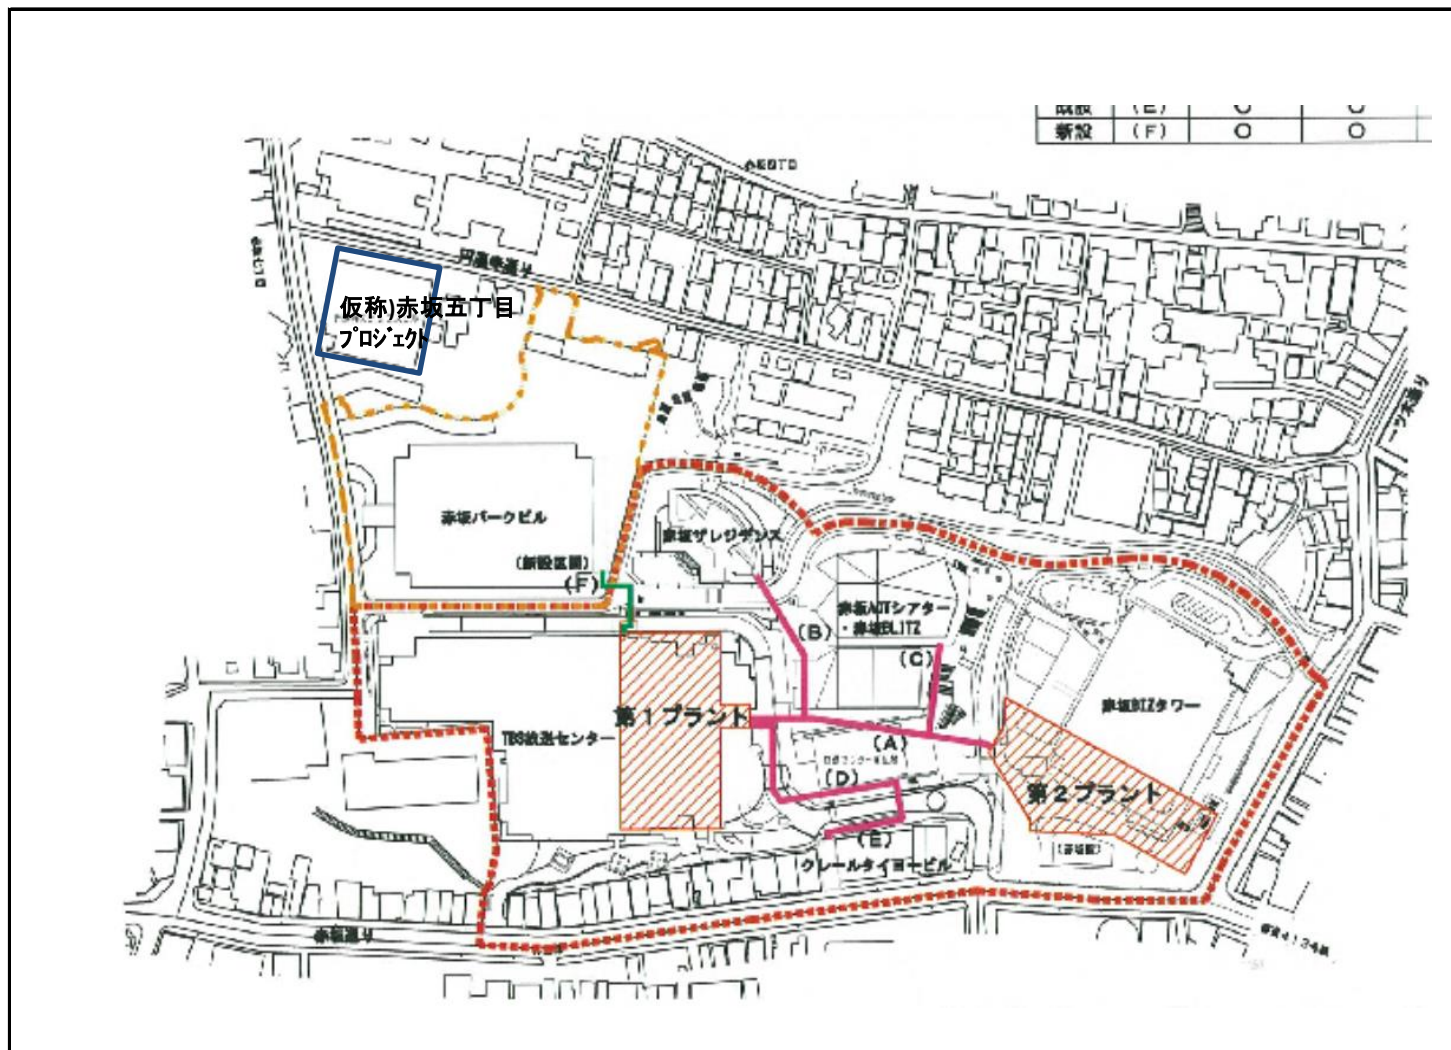 既設 (E) ○ ○
新設 (F) ○ ○
円通寺通り
仮称)赤坂五丁目
プロジェクト
一ツ木通り
赤坂パークビル
赤坂ザレジデンス
(新設区間)
(F)
赤坂ACTシアター
・赤坂BLITZ
(B)
(C)
赤坂BIZタワー
第1プラント
TBS放送センター
(A)
(D)
第2プラント
(E)
クレールタイヨービル
(赤坂駅)
赤坂通り